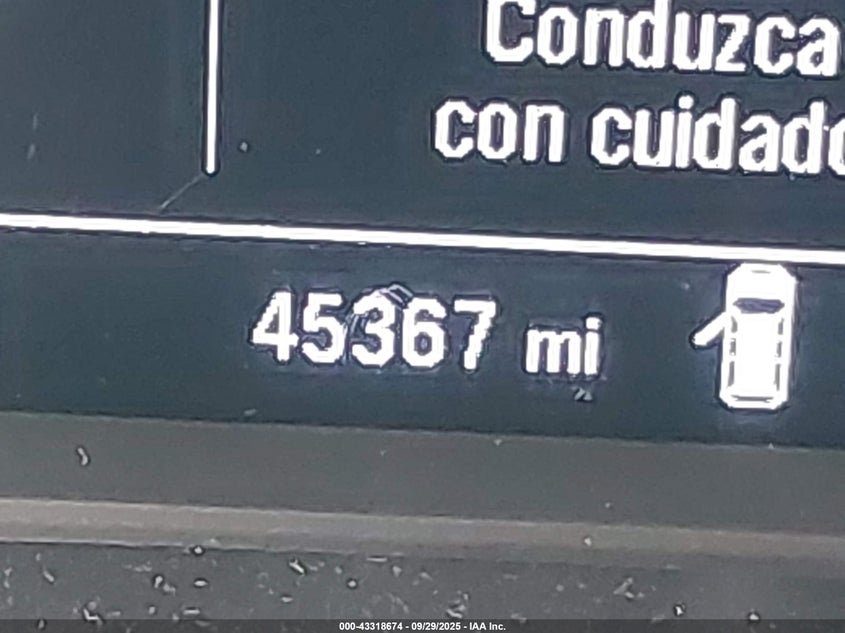 Conduzca
con cuidado
45367 mi
000-43318674 - 09/29/2025 - IAA Inc.